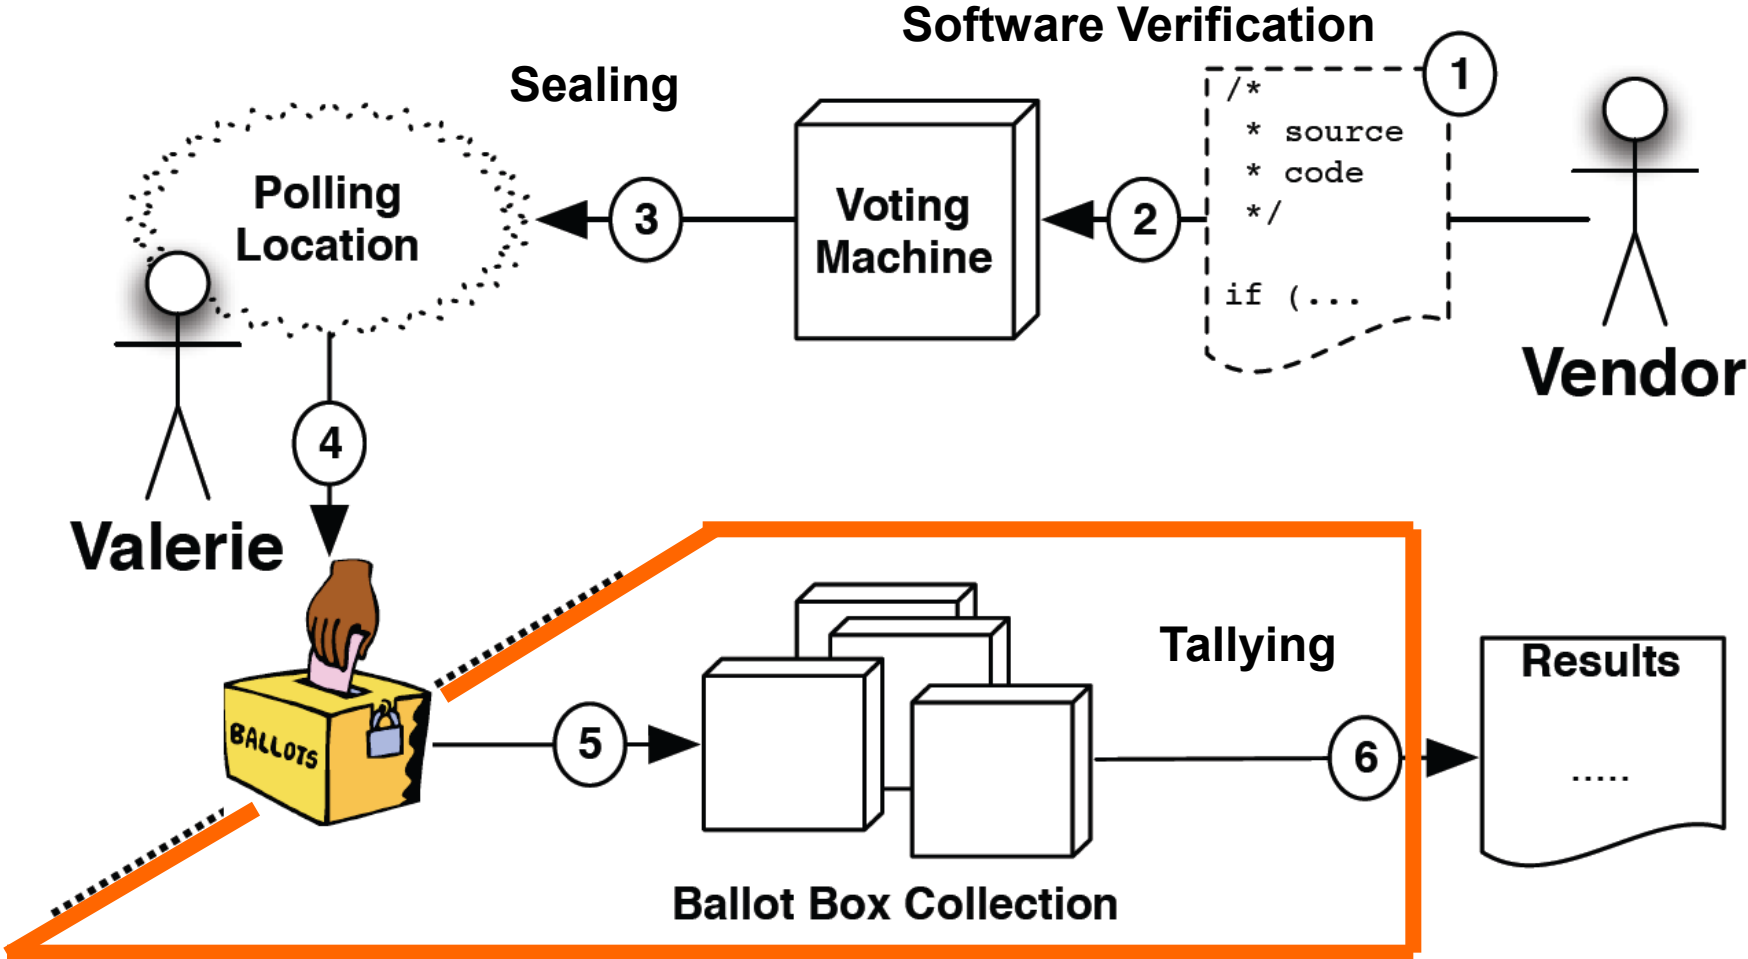 Software Verification
Sealing
1
/*
* source
* code
*/
if (...
Polling
Location
3
Voting
Machine
2
Vendor
4
Valerie
BALLOTS
5
Tallying
6
Results
.....
Ballot Box Collection